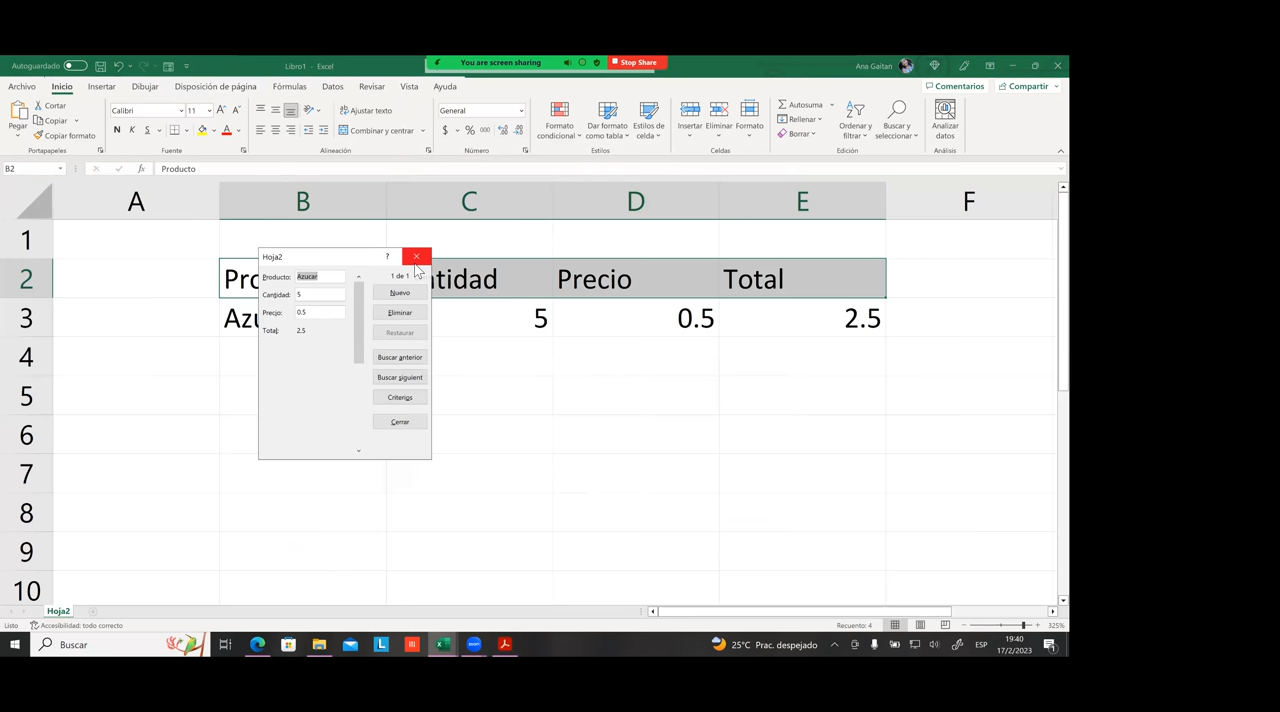 Autoguardado
Libro1 - Excel
You are screen sharing
Stop Share
Ana Gaitan
Archivo Inicio Insertar Dibujar Disposición de página Fórmulas Datos Revisar Vista Ayuda
Comentarios
Compartir
Pegar
Cortar
Copiar
Copiar formato
Portapapeles
Calibri 11
N K S
Fuente
Ajustar texto
Combinar y centrar
Alineación
General
$ % 000
Número
Formato condicional
Dar formato como tabla
Estilos de celda
Estilos
Insertar
Eliminar
Formato
Celdas
Autosuma
Rellenar
Borrar
Ordenar y filtrar
Buscar y seleccionar
Edición
Analizar datos
Análisis
B2
fx
Producto
A B C D E F
1
2 Pro ntidad Precio Total
3 Azu 5 0.5 2.5
4
5
6
7
8
9
10
Hoja2 ?
Producto: Azucar
Cantidad: 5
Precio: 0.5
Total: 2.5
1 de 1
Nuevo
Eliminar
Restaurar
Buscar anterior
Buscar siguient
Criterios
Cerrar
Hoja2
Listo
Accesibilidad: todo correcto
Recuento: 4
325%
Buscar
25°C Prac. despejado
ESP
19:40
17/2/2023